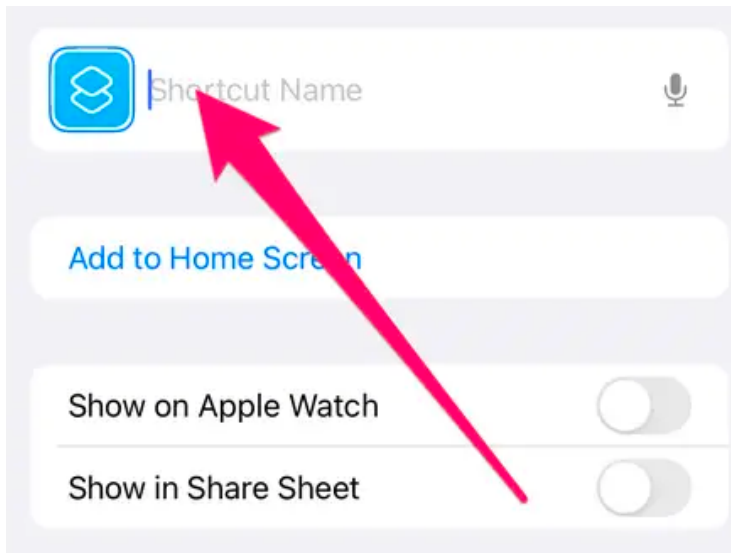 Shortcut Name
Add to Home Screen
Show on Apple Watch
Show in Share Sheet